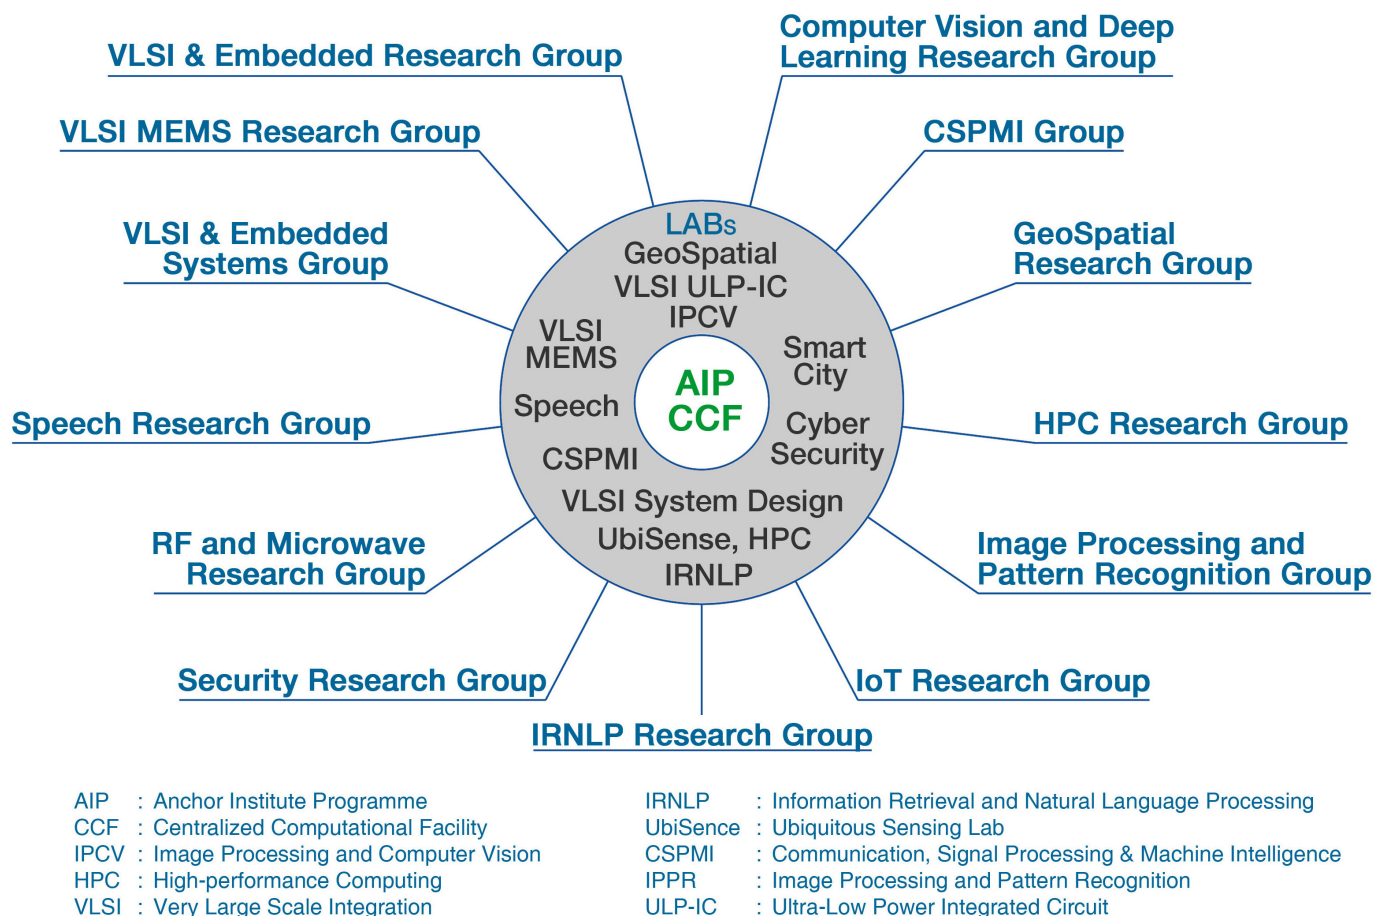 VLSI & Embedded Research Group
Computer Vision and Deep
Learning Research Group
VLSI MEMS Research Group
CSPMI Group
VLSI & Embedded
Systems Group
GeoSpatial
Research Group
LABs
GeoSpatial
VLSI ULP-IC
IPCV
VLSI
MEMS
Smart
City
AIP
CCF
Speech
Cyber
Security
CSPMI
VLSI System Design
UbiSense, HPC
IRNLP
Speech Research Group
HPC Research Group
RF and Microwave
Research Group
Image Processing and
Pattern Recognition Group
Security Research Group
IoT Research Group
IRNLP Research Group
AIP : Anchor Institute Programme
CCF : Centralized Computational Facility
IPCV : Image Processing and Computer Vision
HPC : High-performance Computing
VLSI : Very Large Scale Integration
IRNLP : Information Retrieval and Natural Language Processing
UbiSence : Ubiquitous Sensing Lab
CSPMI : Communication, Signal Processing & Machine Intelligence
IPPR : Image Processing and Pattern Recognition
ULP-IC : Ultra-Low Power Integrated Circuit